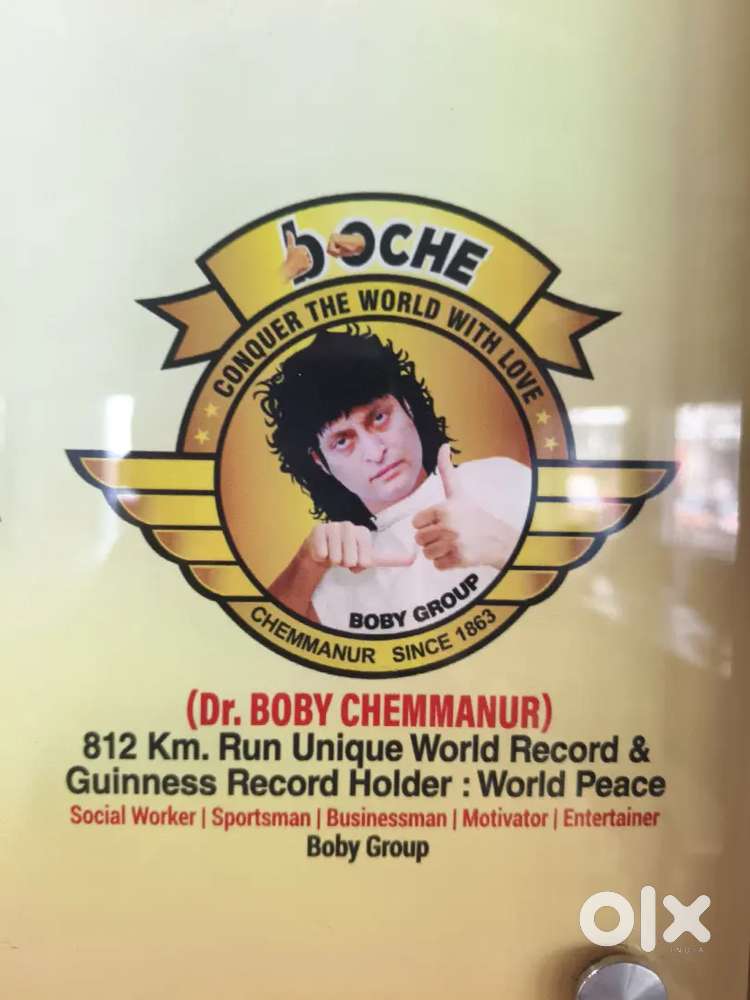 boCHE
CONQUER THE WORLD WITH LOVE
BOBY GROUP
CHEMMANUR SINCE 1863
(Dr. BOBY CHEMMANUR)
812 Km. Run Unique World Record &
Guinness Record Holder : World Peace
Social Worker | Sportsman | Businessman | Motivator | Entertainer
Boby Group
olx
INDIA